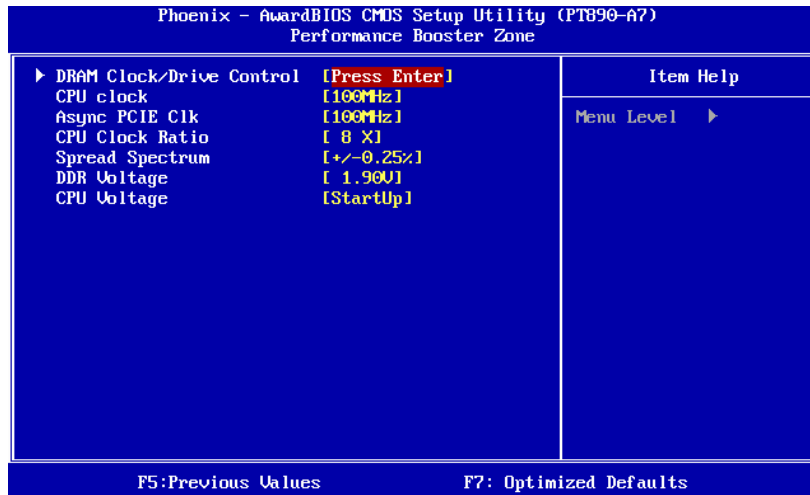 Phoenix - AwardBIOS CMOS Setup Utility (PT890-A7)
Performance Booster Zone
DRAM Clock/Drive Control [Press Enter]
CPU clock [100MHz]
Async PCIE Clk [100MHz]
CPU Clock Ratio [ 8 X]
Spread Spectrum [+/-0.25%]
DDR Voltage [ 1.90V]
CPU Voltage [StartUp]
Item Help
Menu Level
F5:Previous Values F7: Optimized Defaults